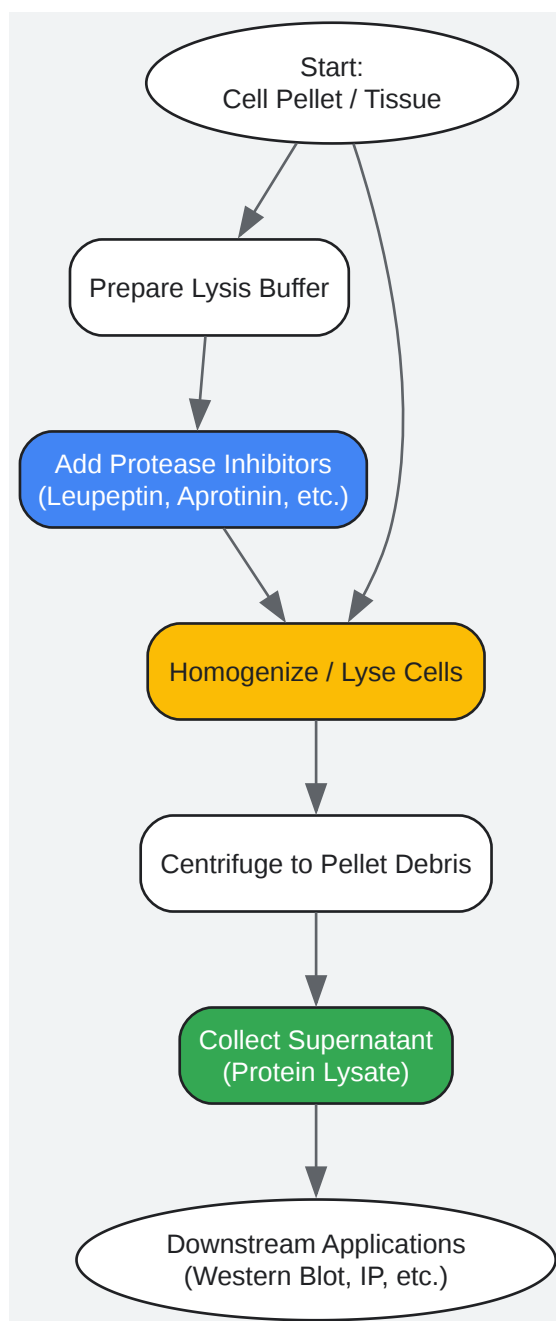 Start:
Cell Pellet / Tissue
Prepare Lysis Buffer
Add Protease Inhibitors
(Leupeptin, Aprotinin, etc.)
Homogenize / Lyse Cells
Centrifuge to Pellet Debris
Collect Supernatant
(Protein Lysate)
Downstream Applications
(Western Blot, IP, etc.)